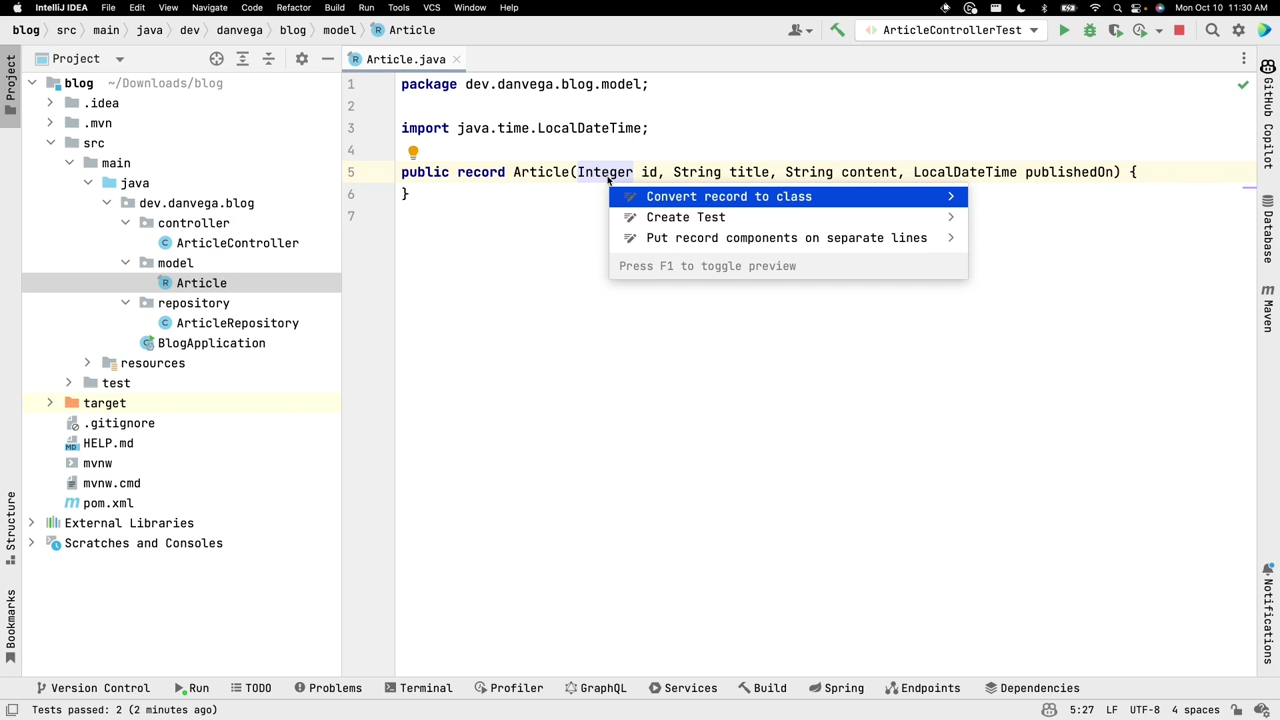 IntelliJ IDEA File Edit View Navigate Code Refactor Build Run Tools VCS Window Help Mon Oct 10 11:30 AM
blog src main java dev danvega blog model Article ArticleControllerTest
Project
Article.java
Project
blog ~/Downloads/blog
.idea
.mvn
src
main
java
dev.danvega.blog
controller
ArticleController
model
Article
repository
ArticleRepository
BlogApplication
resources
test
target
.gitignore
HELP.md
mvnw
mvnw.cmd
pom.xml
External Libraries
Scratches and Consoles
Structure
Bookmarks
1 package dev.danvega.blog.model;
2
3 import java.time.LocalDateTime;
4
5 public record Article(Integer id, String title, String content, LocalDateTime publishedOn) {
6 }
7
Convert record to class
Create Test
Put record components on separate lines
Press F1 to toggle preview
GitHub Copilot
Database
Maven
Notifications
Version Control Run TODO Problems Terminal Profiler GraphQL Services Build Spring Endpoints Dependencies
Tests passed: 2 (2 minutes ago) 5:27 LF UTF-8 4 spaces